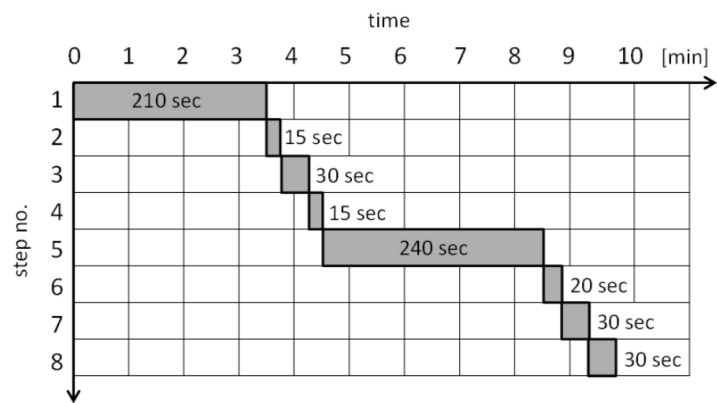 time
0 1 2 3 4 5 6 7 8 9 10 [min]
1 210 sec
2 15 sec
3 30 sec
4 15 sec
5 240 sec
6 20 sec
7 30 sec
8 30 sec
step no.